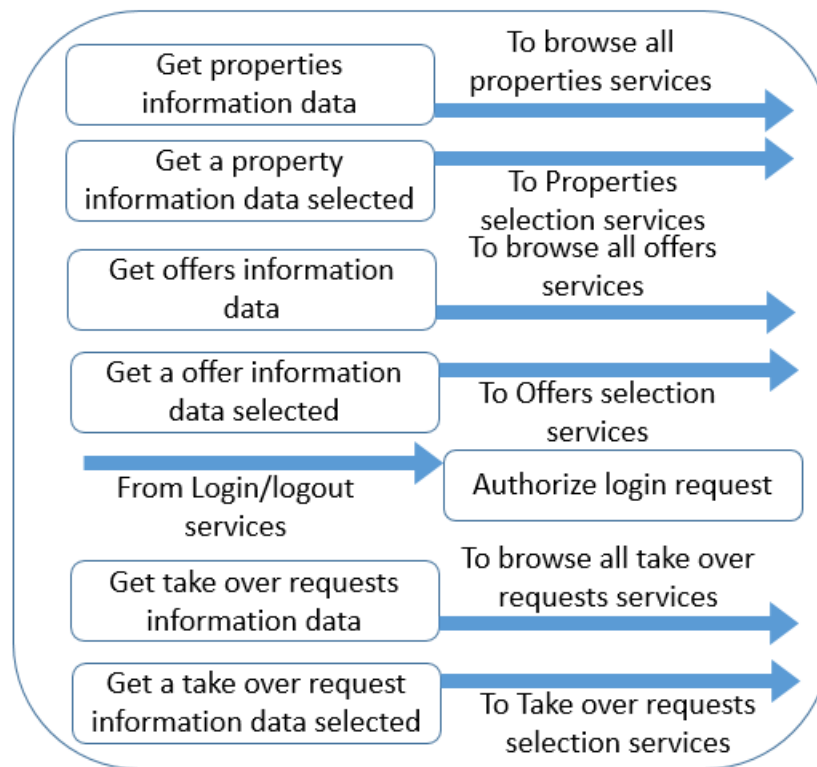 Get properties
information data
To browse all
properties services
Get a property
information data selected
To Properties
selection services
Get offers information
data
To browse all offers
services
Get a offer information
data selected
To Offers selection
services
From Login/logout
services
Authorize login request
Get take over requests
information data
To browse all take over
requests services
Get a take over request
information data selected
To Take over requests
selection services